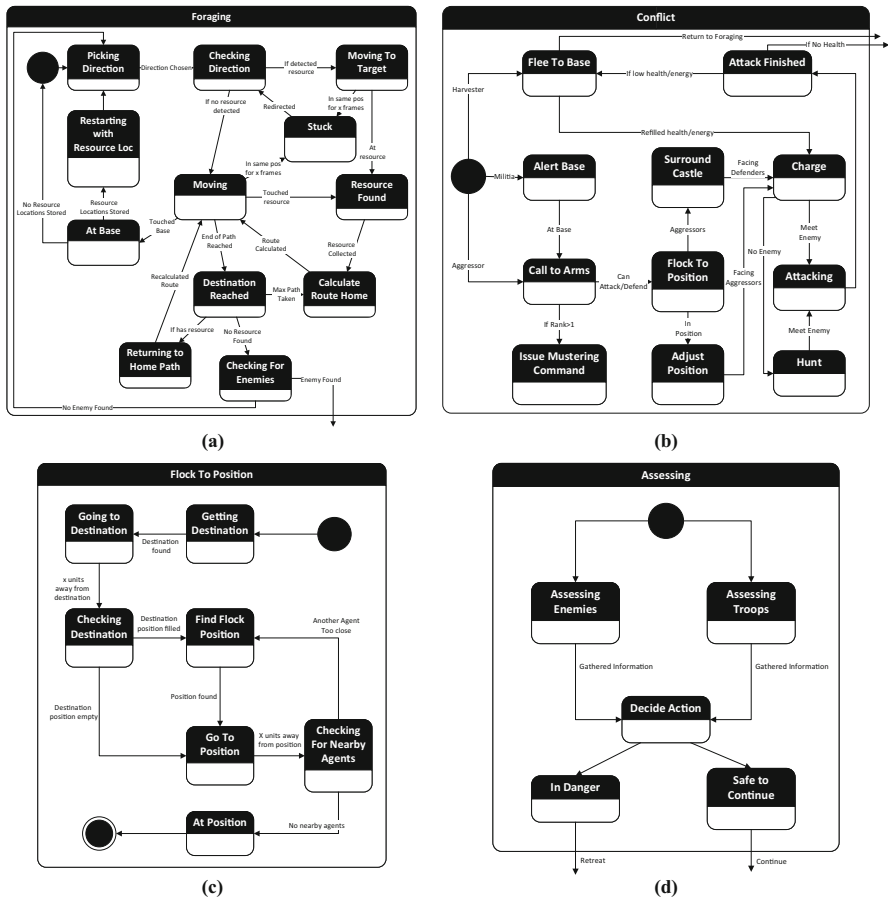 Foraging
Picking
Direction
Direction Chosen
Checking
Direction
If detected
resource
Moving To
Target
If no resource
detected
Redirected
In same pos
for x frames
Stuck
Restarting
with
Resource Loc
In same pos
for x frames
At
resource
Moving
Touched
resource
Resource
Found
No Resource
Locations Stored
Resource
Locations Stored
At Base
Touched
Base
End of Path
Reached
Route
Calculated
Resource
Collected
Recalculated
Route
Destination
Reached
Max Path
Taken
Calculate
Route Home
If has resource
No Resource
Found
Returning to
Home Path
Checking For
Enemies
Enemy Found
No Enemy Found
(a)
Conflict
Return to Foraging
If No Health
Flee To Base
If low health/energy
Attack Finished
Harvester
Refilled health/energy
Militia
Alert Base
Surround
Castle
Facing
Defenders
Charge
At Base
Aggressors
No Enemy
Meet
Enemy
Aggressor
Call to Arms
Can
Attack/Defend
Flock To
Position
Facing
Aggressors
Attacking
If Rank>1
In
Position
Meet Enemy
Issue Mustering
Command
Adjust
Position
Hunt
(b)
Flock To Position
Going to
Destination
Destination
found
Getting
Destination
x units
away from
destination
Checking
Destination
Destination
position filled
Find Flock
Position
Another Agent
Too close
Destination
position empty
Position found
Go To
Position
X units away
from position
Checking
For Nearby
Agents
At Position
No nearby agents
(c)
Assessing
Assessing
Enemies
Assessing
Troops
Gathered Information
Gathered Information
Decide Action
In Danger
Safe to
Continue
Retreat
Continue
(d)